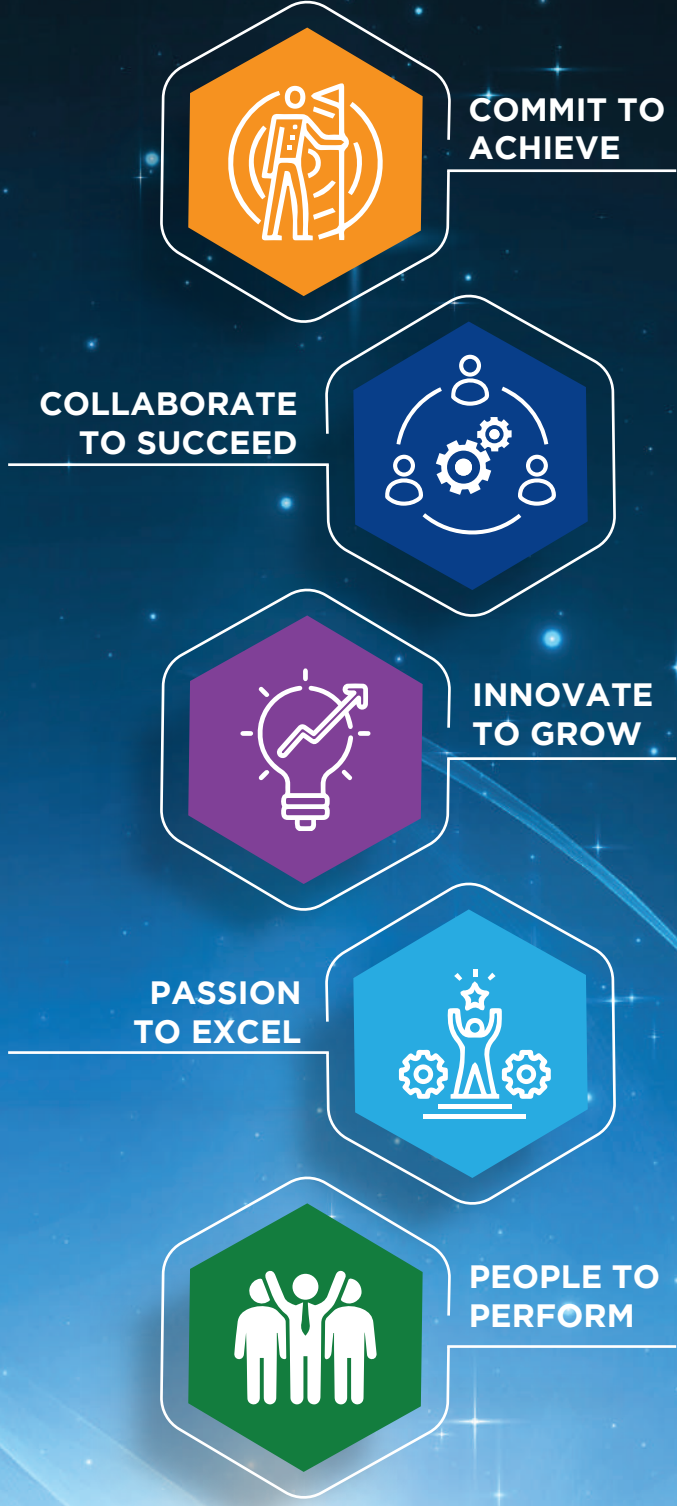 COMMIT TO
ACHIEVE
COLLABORATE
TO SUCCEED
INNOVATE
TO GROW
PASSION
TO EXCEL
PEOPLE TO
PERFORM